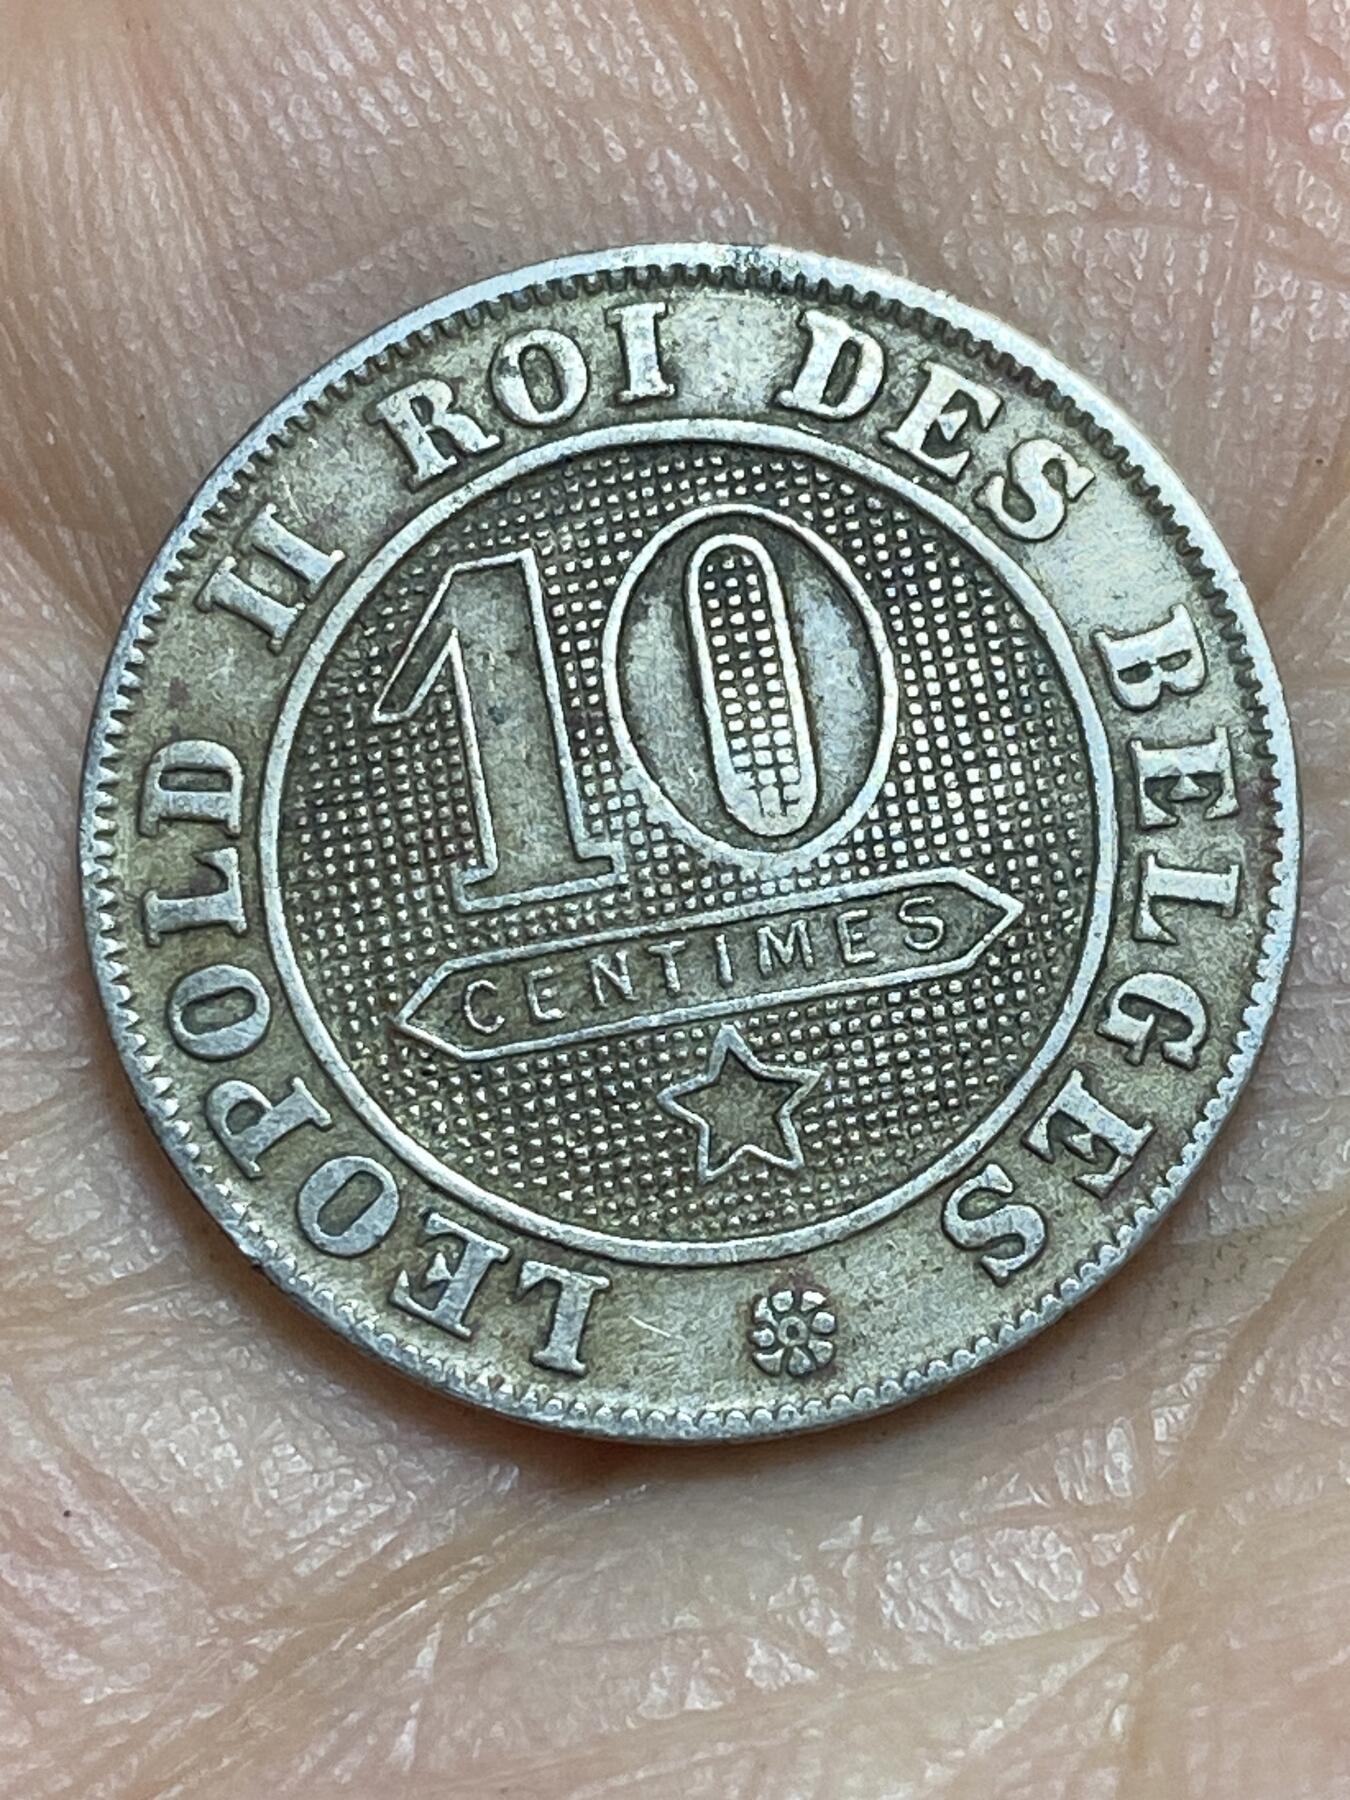 LEOPOLD II ROI DES BELGES
10
CENTIMES